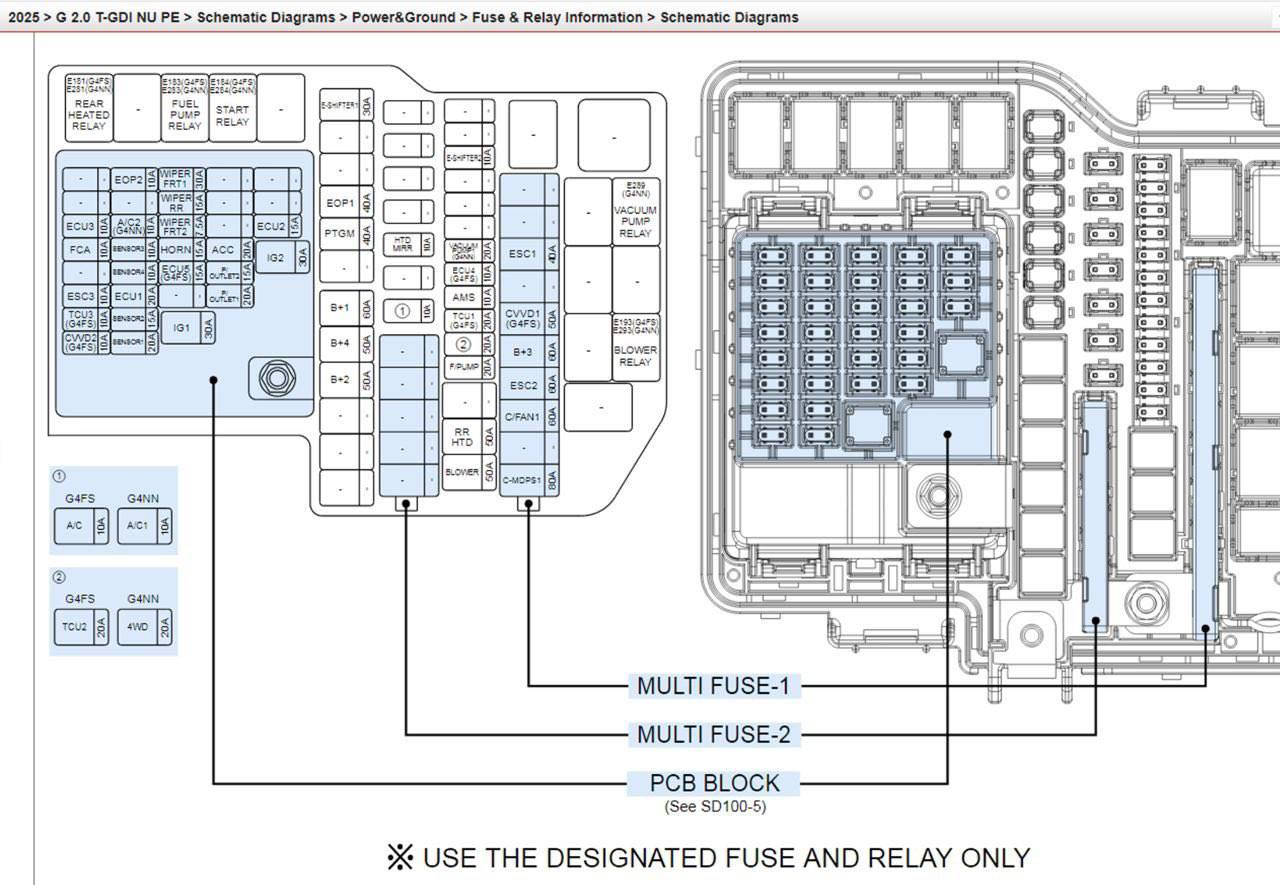 2025 > G 2.0 T-GDI NU PE > Schematic Diagrams > Power&Ground > Fuse & Relay Information > Schematic Diagrams
E181(G4FS)
E281(G4NN)
REAR
HEATED
RELAY
-
E183(G4FS)
E283(G4NN)
FUEL
PUMP
RELAY
E184(G4FS)
E284(G4NN)
START
RELAY
-
- - EOP2 10A WIPER FRT1 30A - - - -
- - - - WIPER RR 15A - - - -
ECU3 10A A/C2 (G4NN) 10A WIPER FRT2 7.5A - - ECU2 15A
FCA 10A SENSOR3 10A HORN 15A ACC 20A IG2 30A
- - SENSOR4 10A ECU5 (G4FS) 15A P/ OUTLET2 15A
ESC3 10A ECU1 20A - - P/ OUTLET1 20A
TCU3 (G4FS) 10A SENSOR2 15A IG1 30A
CVVD2 (G4FS) 10A SENSOR1 20A
E-SHIFTER1 30A
- -
- -
EOP1 40A
PTGM 40A
- -
B+1 60A
B+4 50A
B+2 50A
- -
- -
- -
- -
- -
- -
- -
HTD MIRR 10A
- -
① 10A
- -
- -
- -
- -
- -
- -
- -
E-SHIFTER2 10A
- -
- -
- -
VACUUM PUMP (G4NN) 20A
ECU4 (G4FS) 10A
AMS 10A
TCU1 (G4FS) 20A
② 20A
F/PUMP 20A
- -
RR HTD 50A
BLOWER 50A
-
- -
- -
ESC1 40A
CVVD1 (G4FS) 50A
B+3 60A
ESC2 60A
C/FAN1 60A
- -
C-MDPS1 80A
-
-
E289
(G4NN)
VACUUM
PUMP
RELAY
- -
-
E193(G4FS)
E293(G4NN)
BLOWER
RELAY
-
①
G4FS G4NN
A/C 10A A/C1 10A
②
G4FS G4NN
TCU2 20A 4WD 20A
MULTI FUSE-1
MULTI FUSE-2
PCB BLOCK
(See SD100-5)
※ USE THE DESIGNATED FUSE AND RELAY ONLY